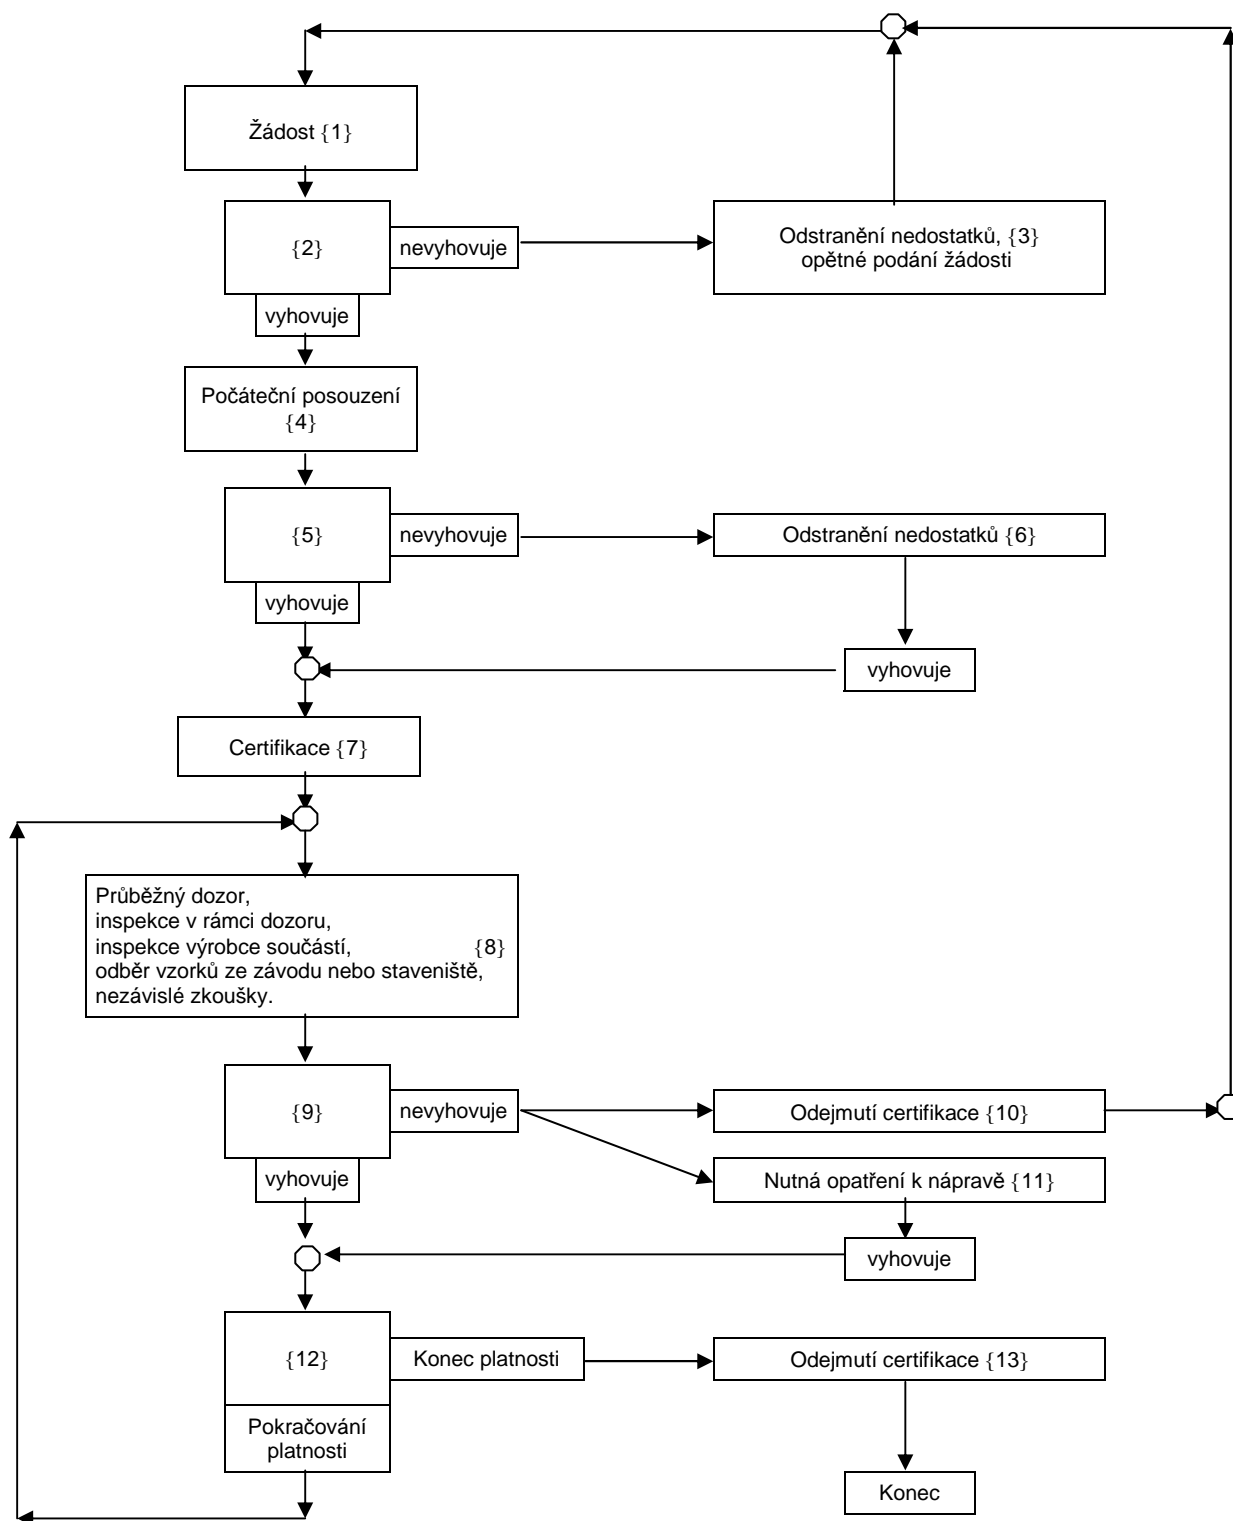 Žádost {1}
{2}
nevyhovuje
Odstranění nedostatků, {3}
opětné podání žádosti
vyhovuje
Počáteční posouzení
{4}
{5}
nevyhovuje
Odstranění nedostatků {6}
vyhovuje
vyhovuje
Certifikace {7}
Průběžný dozor,
inspekce v rámci dozoru,
inspekce výrobce součástí, {8}
odběr vzorků ze závodu nebo staveniště,
nezávislé zkoušky.
{9}
nevyhovuje
Odejmutí certifikace {10}
vyhovuje
Nutná opatření k nápravě {11}
vyhovuje
{12}
Konec platnosti
Odejmutí certifikace {13}
Pokračování
platnosti
Konec